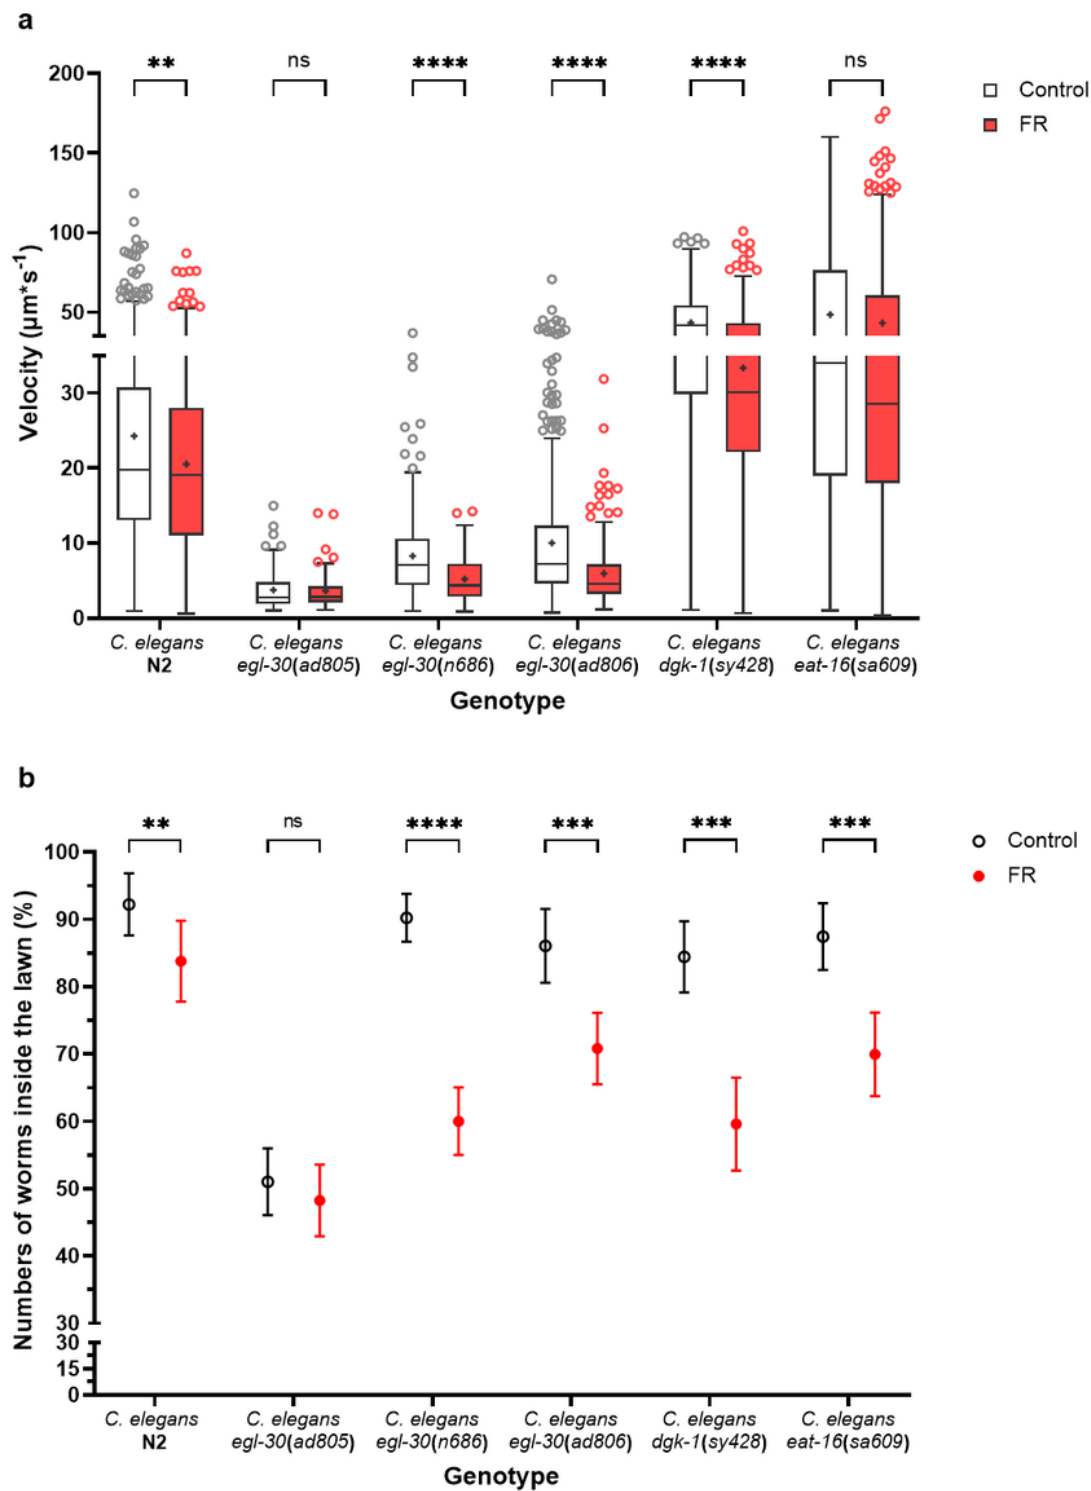 a
** ns **** **** **** ns
Control
FR
200
150
100
50
30
20
10
0
Velocity (µm*s⁻¹)
C. elegans C. elegans C. elegans C. elegans C. elegans C. elegans
N2 egl-30(ad805) egl-30(n686) egl-30(ad806) dgk-1(sy428) eat-16(sa609)
Genotype
b
** ns **** *** *** ***
Control
FR
100
90
80
70
60
50
40
30
30
15
0
Numbers of worms inside the lawn (%)
C. elegans C. elegans C. elegans C. elegans C. elegans C. elegans
N2 egl-30(ad805) egl-30(n686) egl-30(ad806) dgk-1(sy428) eat-16(sa609)
Genotype